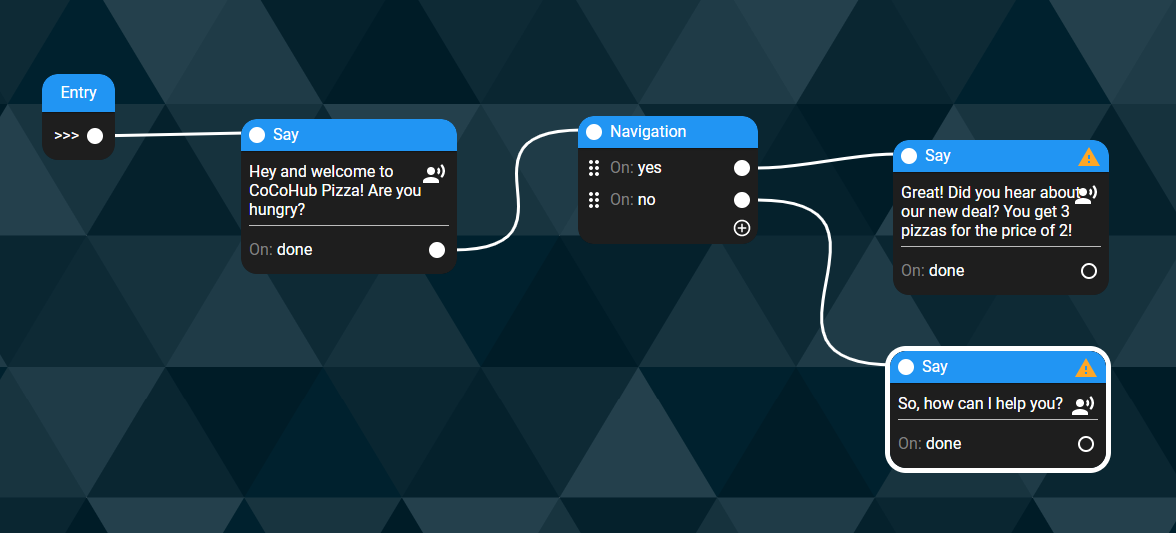 Entry
>>>
Say
Hey and welcome to
CoCoHub Pizza! Are you
hungry?
On: done
Navigation
On: yes
On: no
Say
Great! Did you hear about
our new deal? You get 3
pizzas for the price of 2!
On: done
Say
So, how can I help you?
On: done